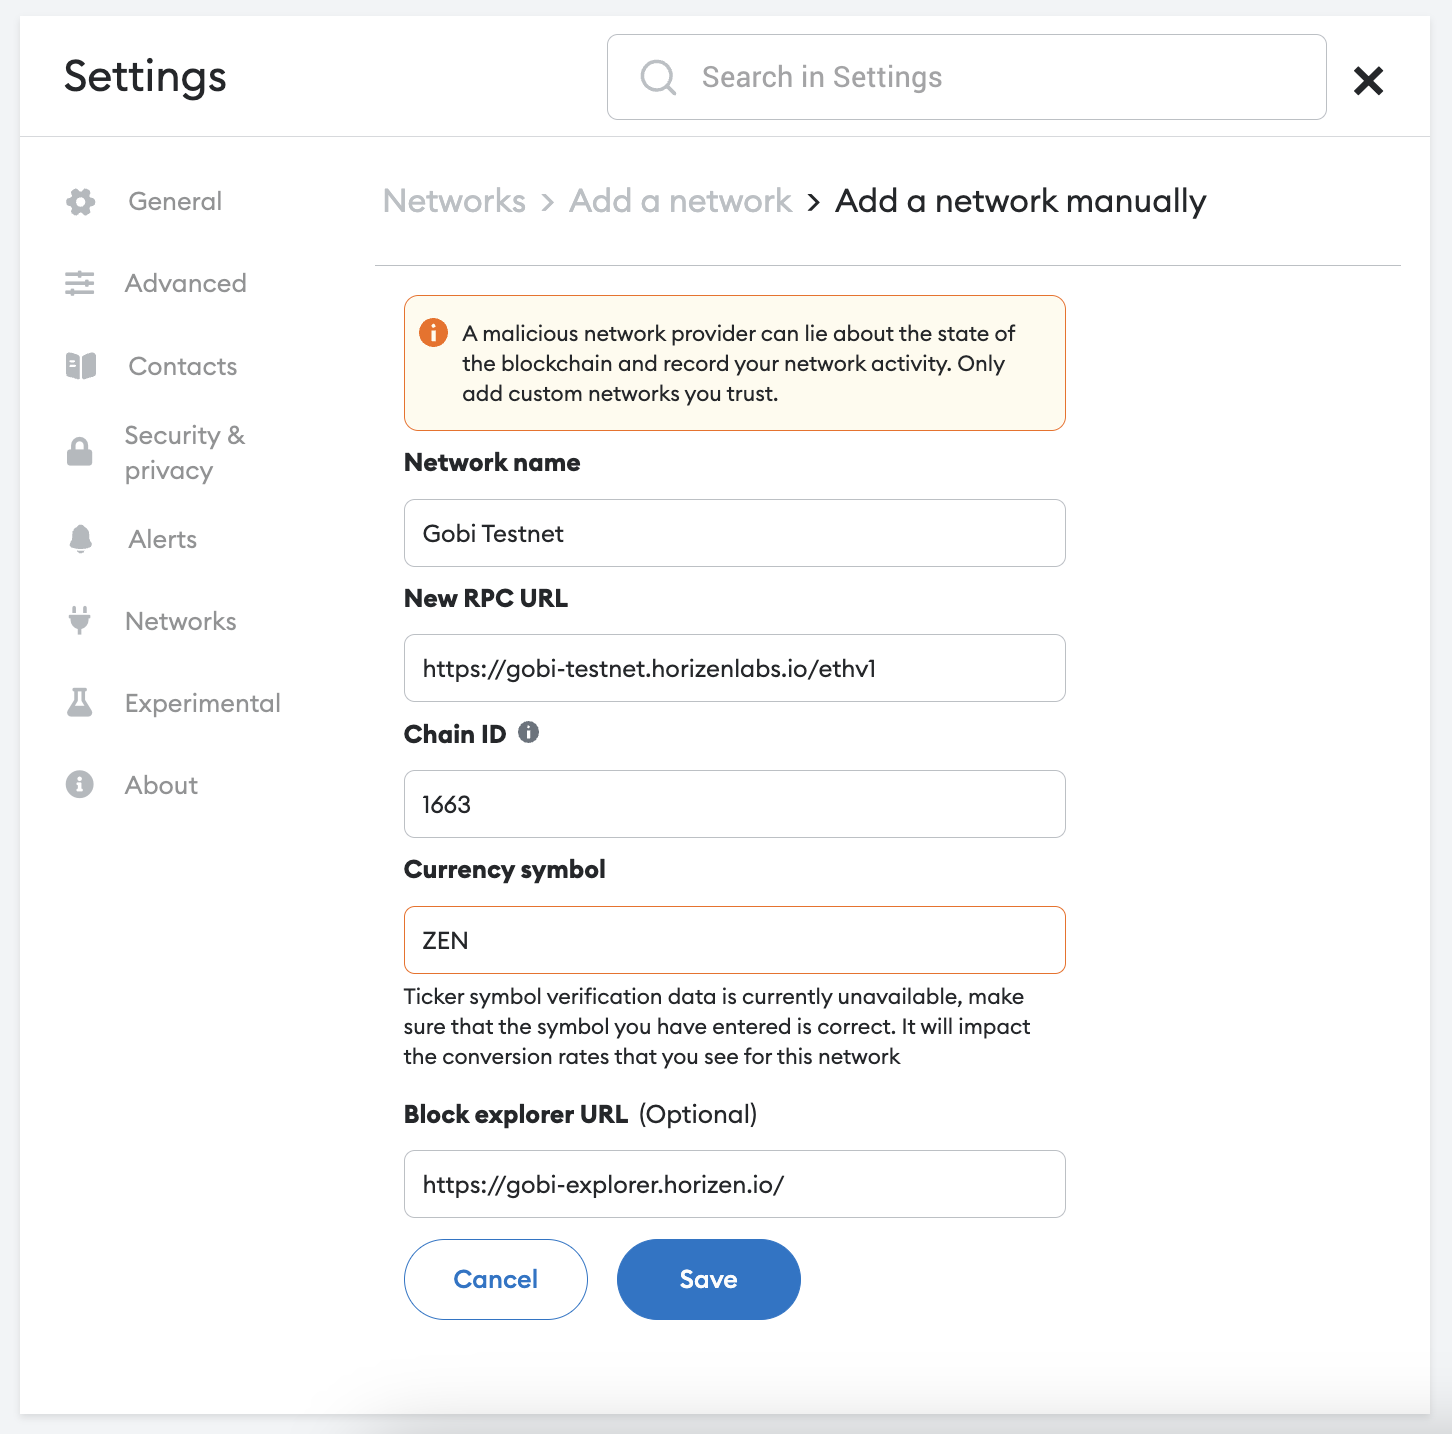 Settings
Search in Settings
General
Advanced
Contacts
Security &
privacy
Alerts
Networks
Experimental
About
Networks > Add a network > Add a network manually
A malicious network provider can lie about the state of
the blockchain and record your network activity. Only
add custom networks you trust.
Network name
Gobi Testnet
New RPC URL
https://gobi-testnet.horizenlabs.io/ethv1
Chain ID
1663
Currency symbol
ZEN
Ticker symbol verification data is currently unavailable, make
sure that the symbol you have entered is correct. It will impact
the conversion rates that you see for this network
Block explorer URL (Optional)
https://gobi-explorer.horizen.io/
Cancel
Save